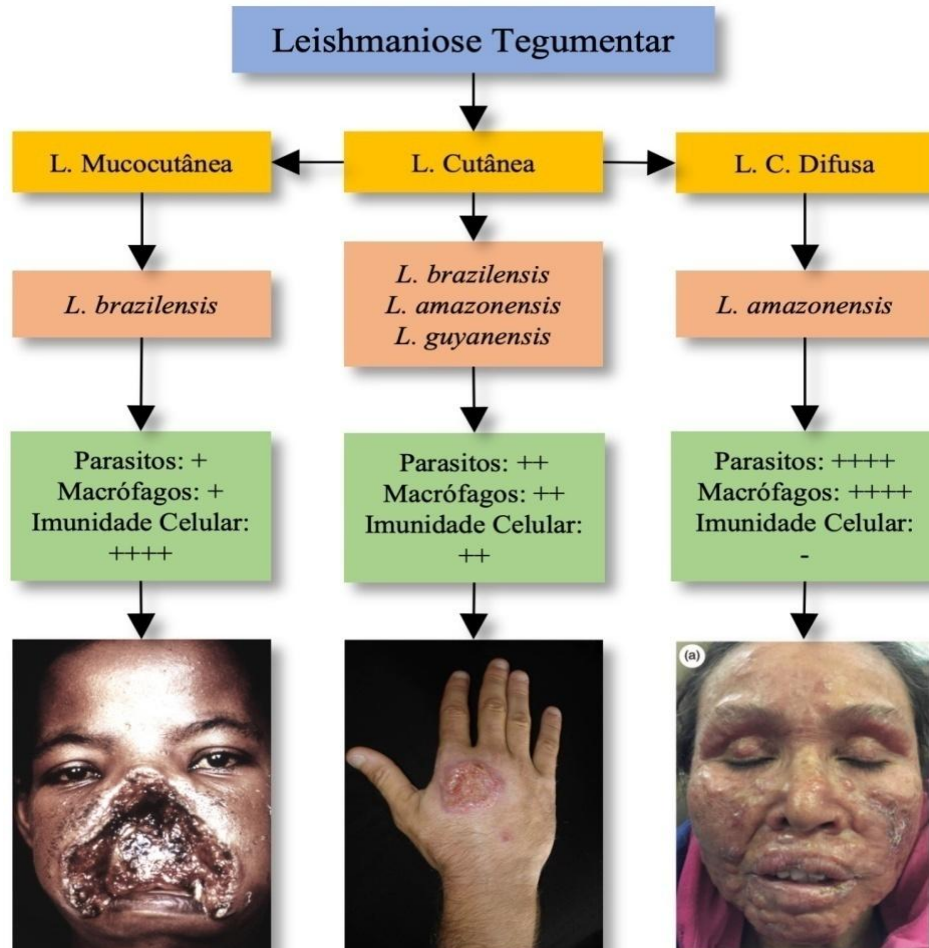 Leishmaniose Tegumentar
L. Mucocutânea
L. Cutânea
L. C. Difusa
L. brazilensis
L. brazilensis
L. amazonensis
L. guyanensis
L. amazonensis
Parasitos: +
Macrófagos: +
Imunidade Celular:
++++
Parasitos: ++
Macrófagos: ++
Imunidade Celular:
++
Parasitos: ++++
Macrófagos: ++++
Imunidade Celular:
-
(a)